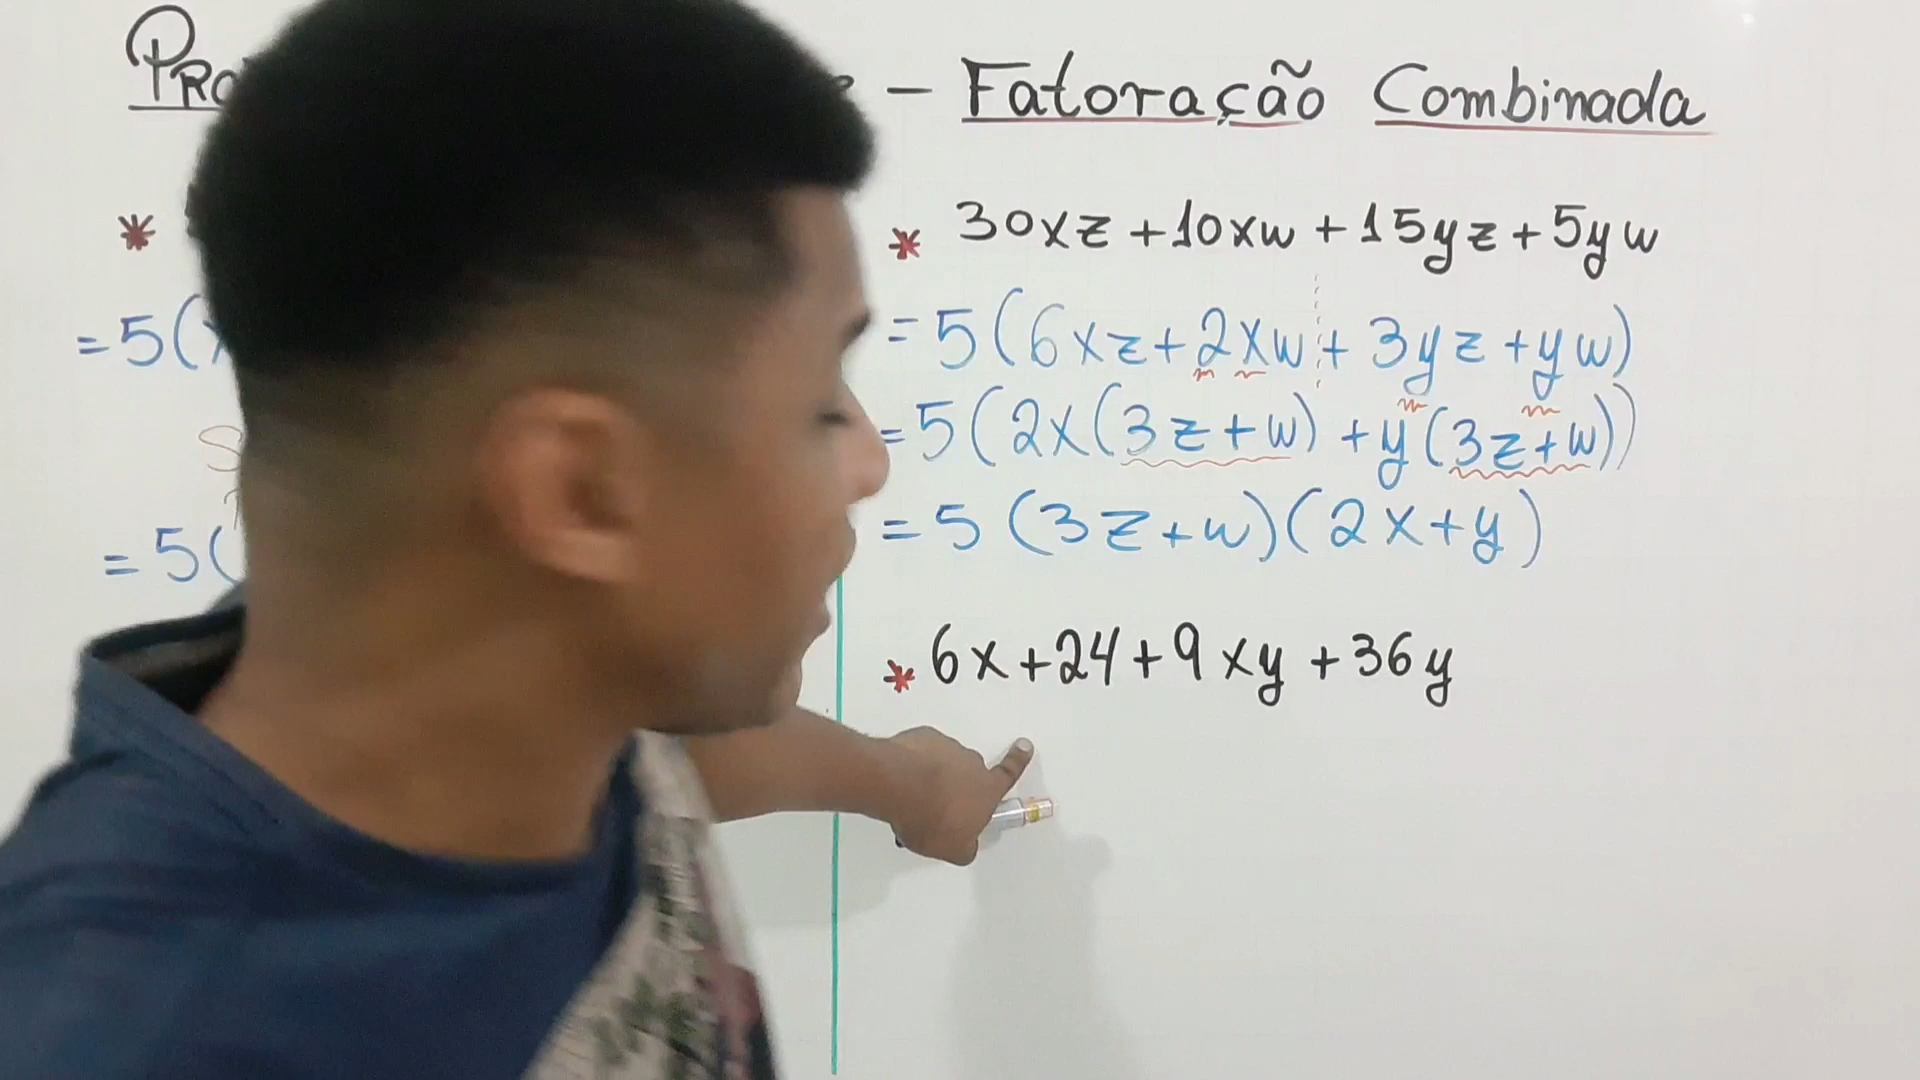 - Fatoração Combinada
*
= 5(
= 5(
* 30xz + 10xw + 15yz + 5yw
= 5(6xz + 2xw + 3yz + yw)
= 5(2x(3z + w) + y(3z + w))
= 5(3z + w)(2x + y)
* 6x + 24 + 9xy + 36y